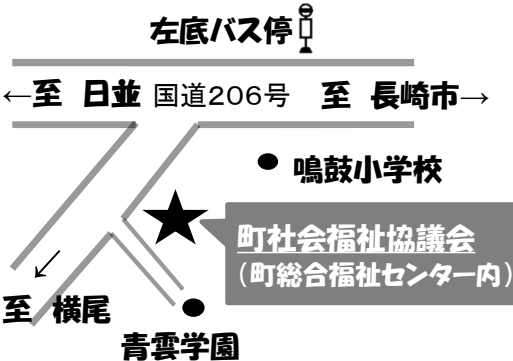 左底バス停
←至 日並 国道206号 至 長崎市→
鳴鼓小学校
町社会福祉協議会
（町総合福祉センター内）
至 横尾
青雲学園